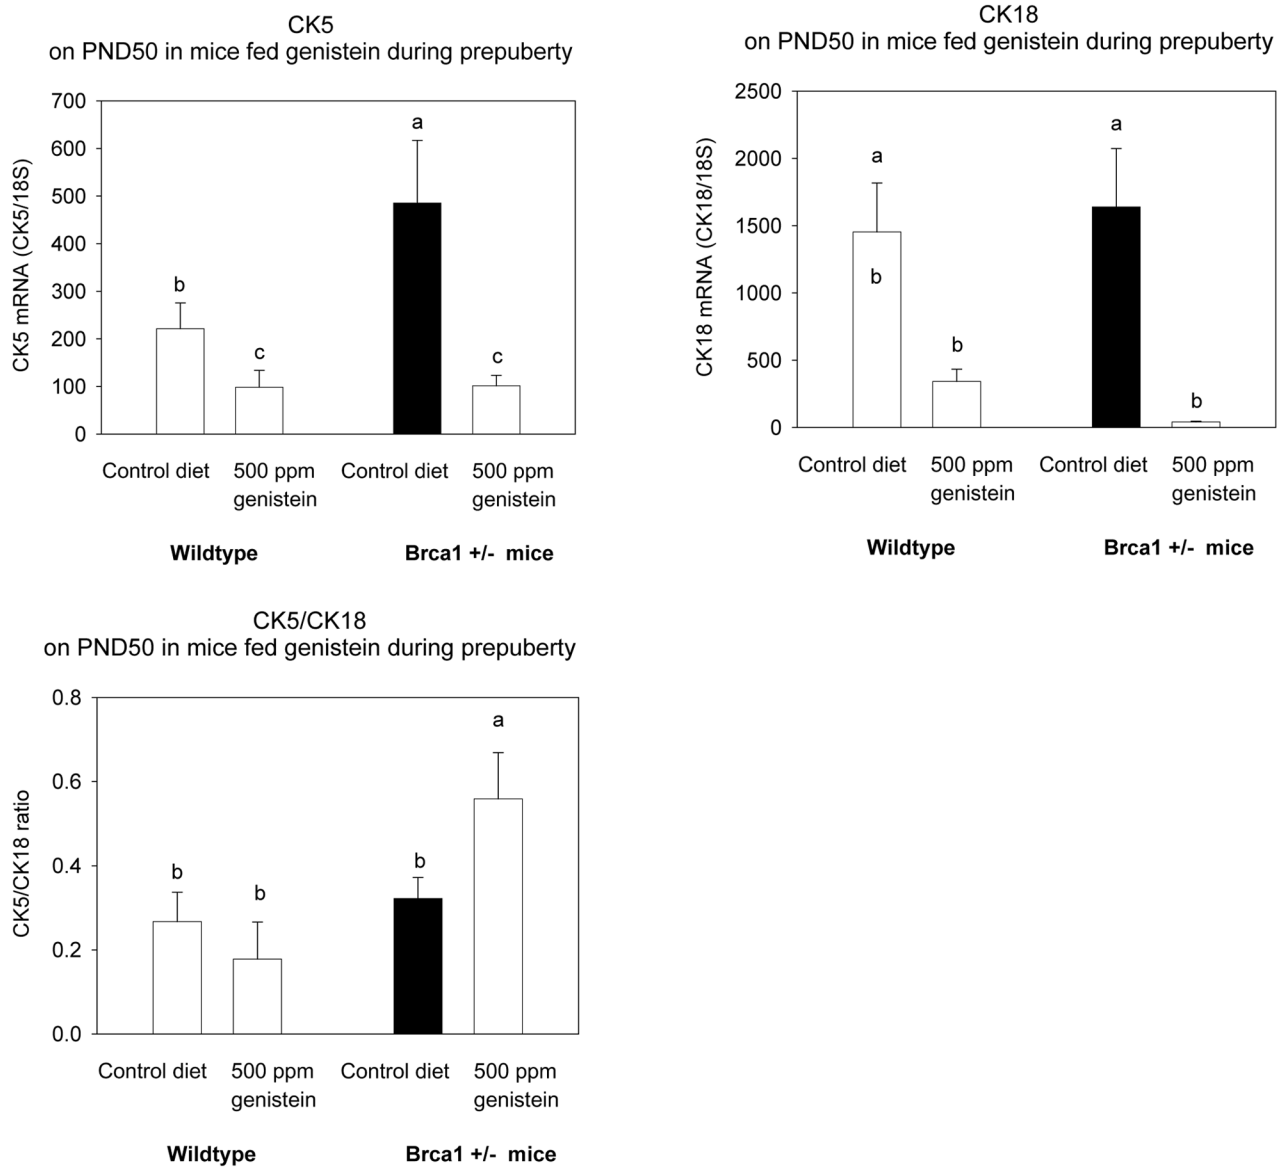 CK5
on PND50 in mice fed genistein during prepuberty
700
600
500
400
300
200
100
0
CK5 mRNA (CK5/18S)
b
c
a
c
Control diet
500 ppm
genistein
Control diet
500 ppm
genistein
Wildtype
Brca1 +/- mice
CK18
on PND50 in mice fed genistein during prepuberty
2500
2000
1500
1000
500
0
CK18 mRNA (CK18/18S)
a
b
b
a
b
Control diet
500 ppm
genistein
Control diet
500 ppm
genistein
Wildtype
Brca1 +/- mice
CK5/CK18
on PND50 in mice fed genistein during prepuberty
0.8
0.6
0.4
0.2
0.0
CK5/CK18 ratio
b
b
b
a
Control diet
500 ppm
genistein
Control diet
500 ppm
genistein
Wildtype
Brca1 +/- mice